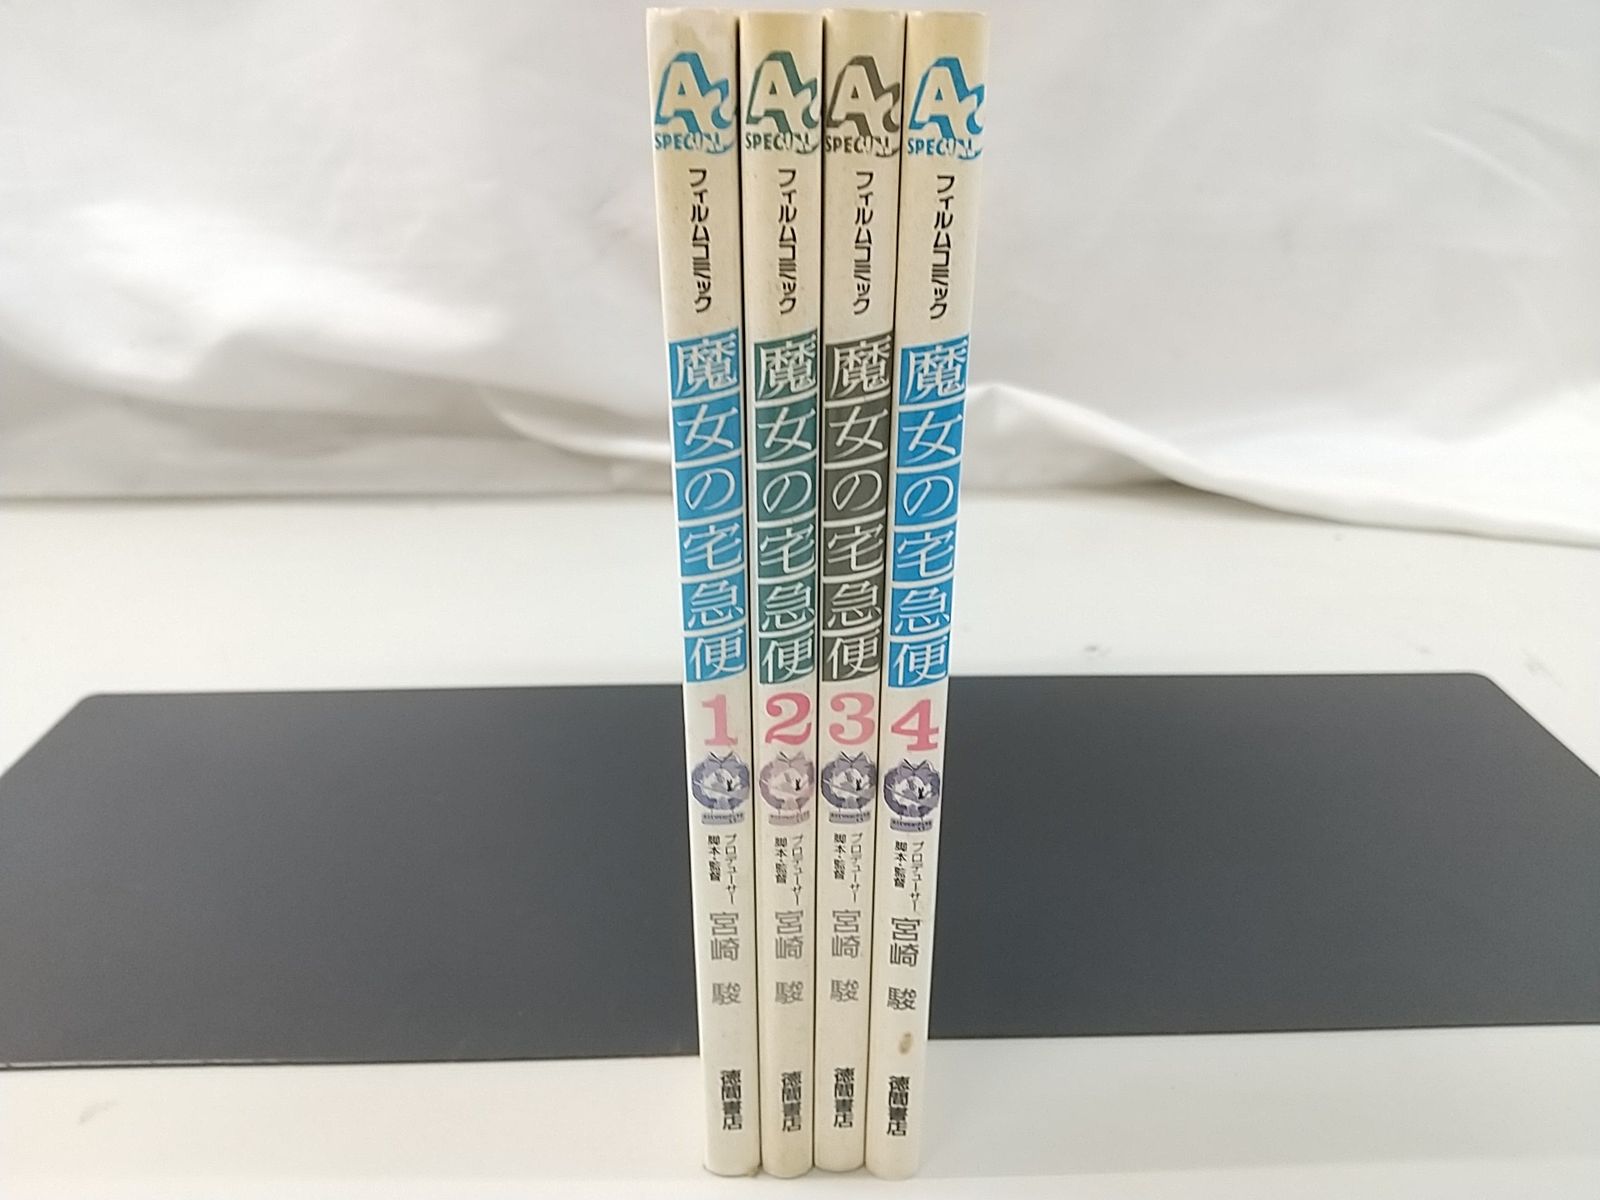 AC
SPECIAL
フィルムコミック
魔女の宅急便
1
プロデューサー
脚本・監督
宮崎 駿
徳間書店
AC
SPECIAL
フィルムコミック
魔女の宅急便
2
プロデューサー
脚本・監督
宮崎 駿
徳間書店
AC
SPECIAL
フィルムコミック
魔女の宅急便
3
プロデューサー
脚本・監督
宮崎 駿
徳間書店
AC
SPECIAL
フィルムコミック
魔女の宅急便
4
プロデューサー
脚本・監督
宮崎 駿
徳間書店